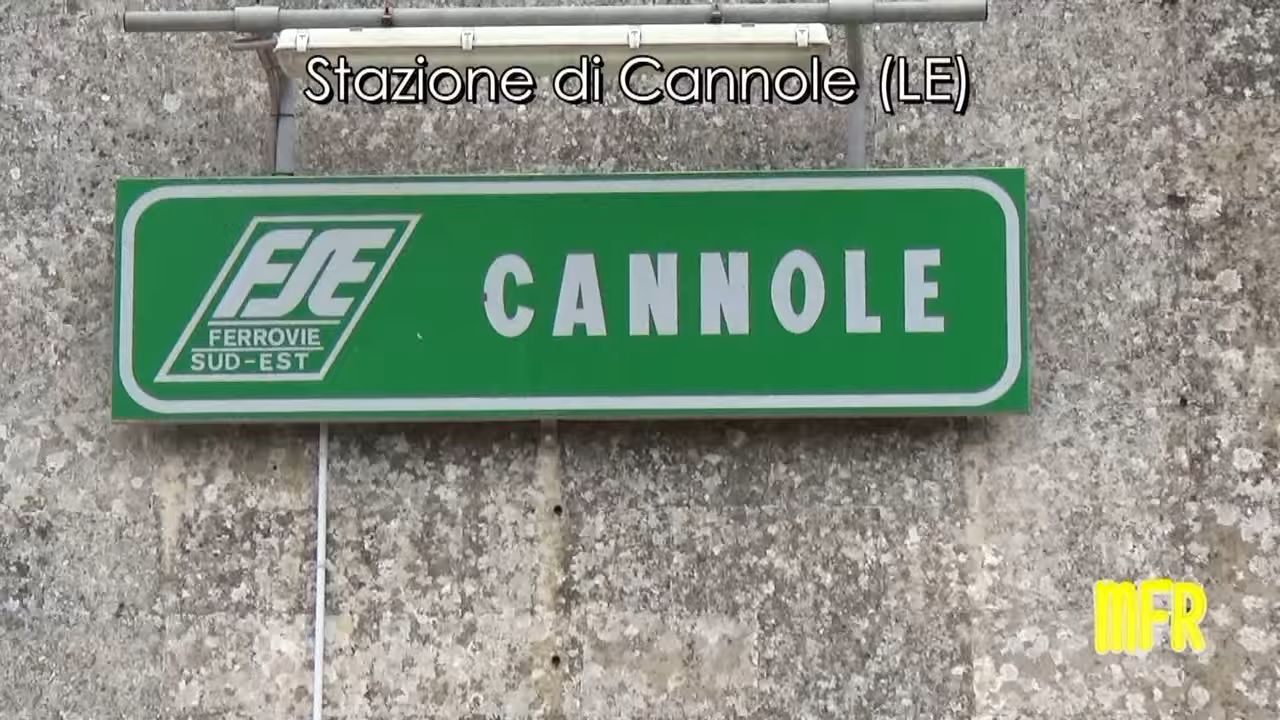 Stazione di Cannole (LE)
FSE
FERROVIE
SUD-EST
CANNOLE
MFR